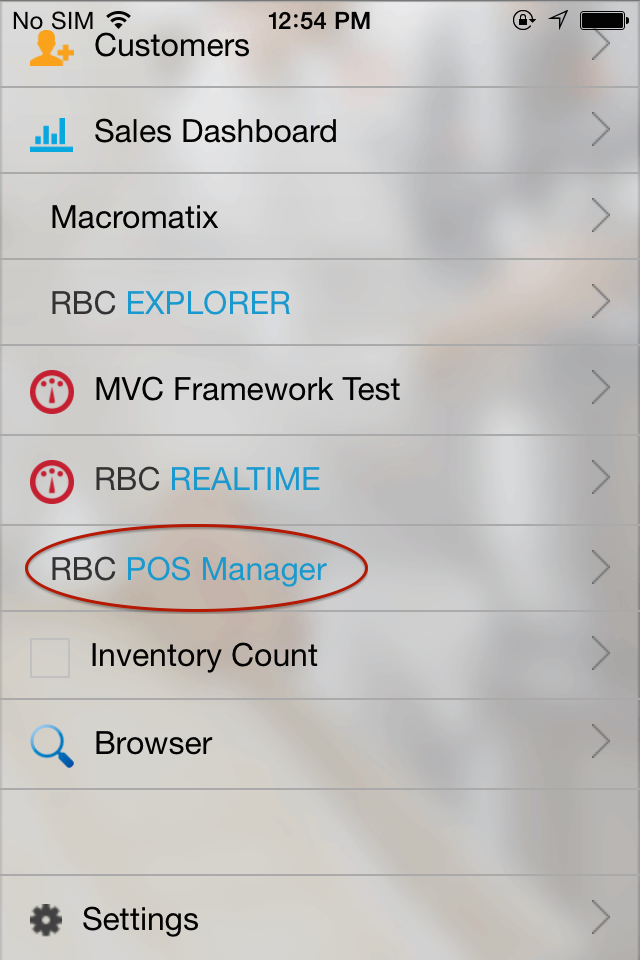 No SIM 12:54 PM
Customers
Sales Dashboard
Macromatix
RBC EXPLORER
MVC Framework Test
RBC REALTIME
RBC POS Manager
Inventory Count
Browser
Settings